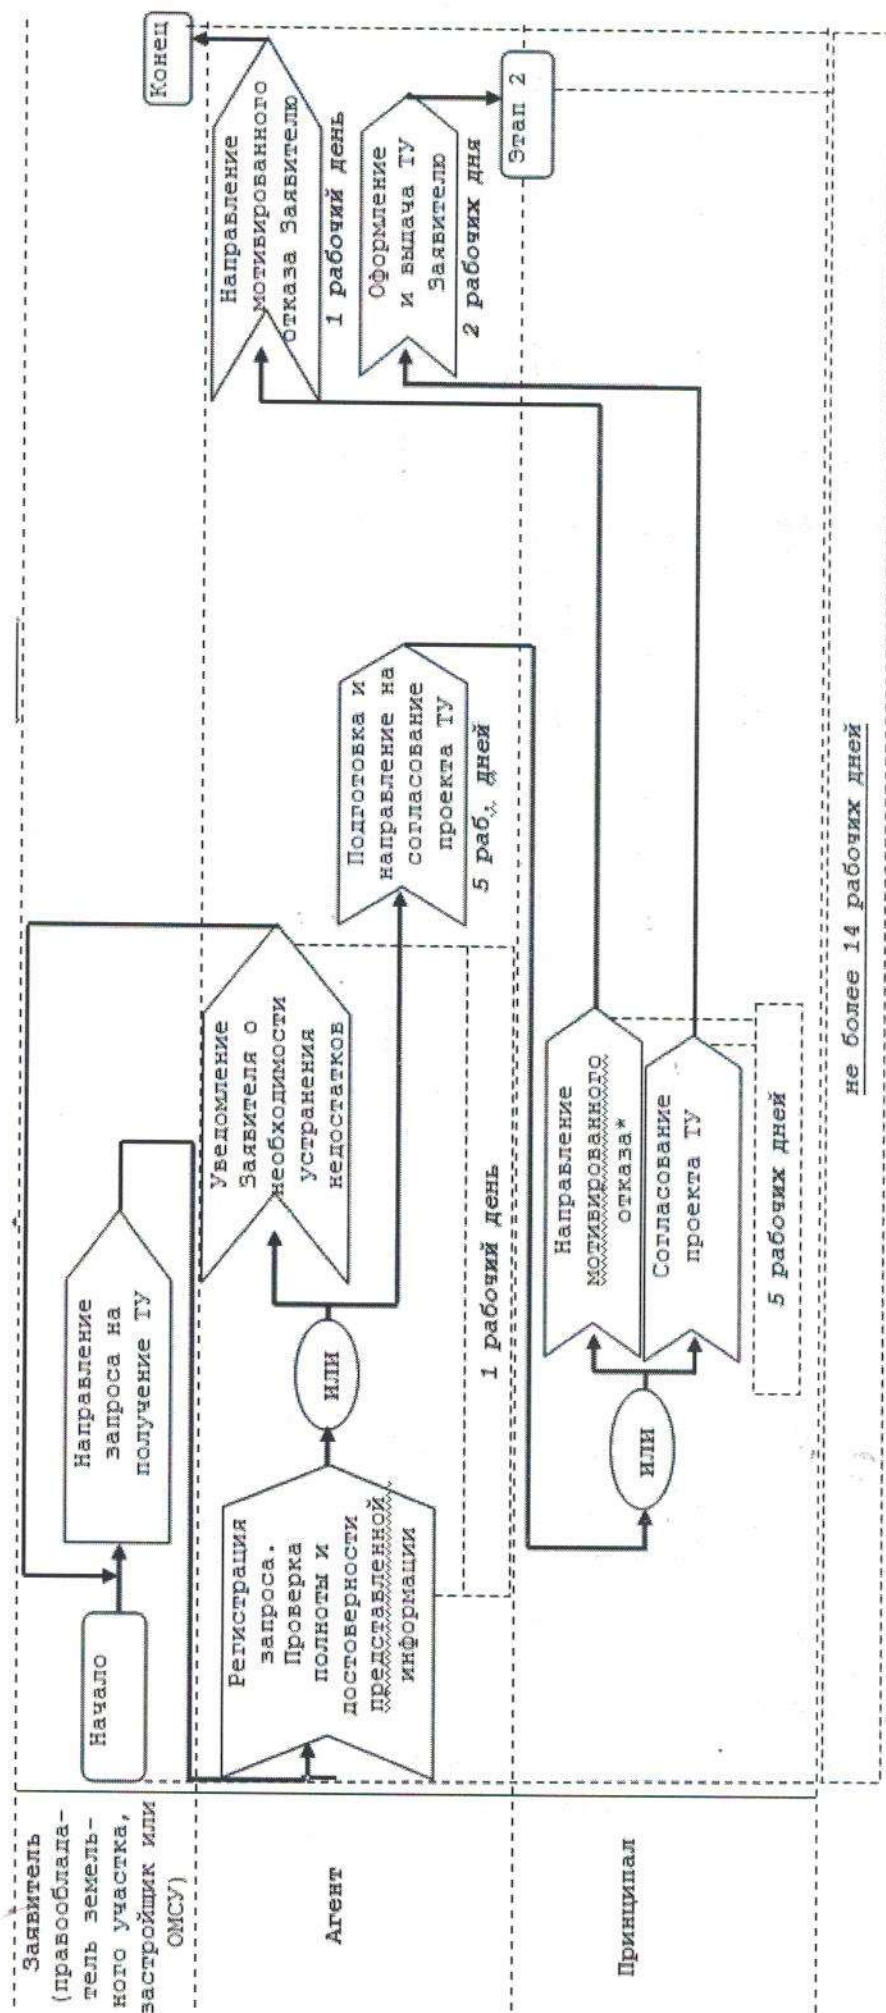 Заявитель
(правооблада-
тель земель-
ного участка,
застройщик или
ОМСУ)
Начало
Направление
запроса на
получение ТУ
Конец
Агент
Регистрация
запроса.
Проверка
полноты и
достоверности
представленной
информации
ИЛИ
Уведомление
Заявителя о
необходимости
устранения
недостатков
1 рабочий день
Подготовка и
направление на
согласование
проекта ТУ
5 раб. дней
Направление
мотивированного
отказа Заявителю
1 рабочий день
Оформление
и выдача ТУ
Заявителю
2 рабочих дня
Этап 2
Принципал
ИЛИ
Направление
мотивированного
отказа*
Согласование
проекта ТУ
5 рабочих дней
не более 14 рабочих дней